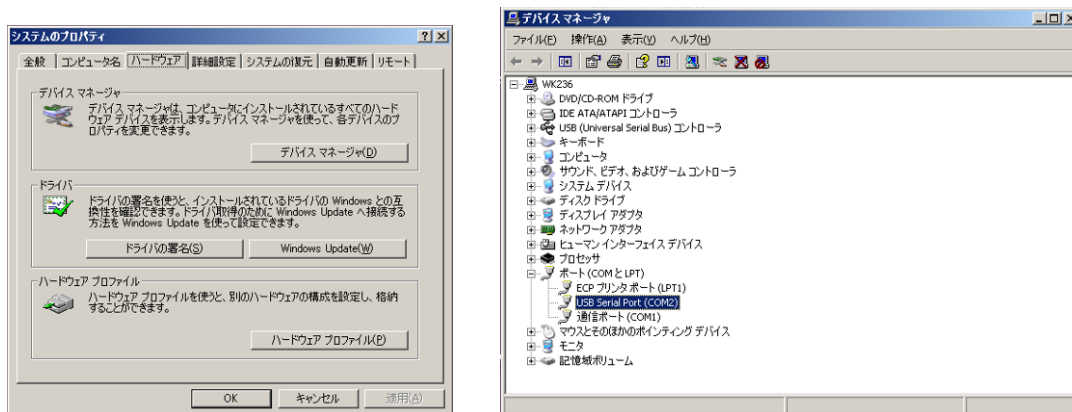 システムのプロパティ
全般
コンピュータ名
ハードウェア
詳細設定
システムの復元
自動更新
リモート
デバイス マネージャ
デバイス マネージャは、コンピュータにインストールされているすべてのハード
ウェア デバイスを表示します。デバイス マネージャを使って、各デバイスのプ
ロパティを変更できます。
デバイス マネージャ(D)
ドライバ
ドライバの署名を使うと、インストールされているドライバの Windows との互
換性を確認できます。ドライバ取得のために Windows Update へ接続する
方法を Windows Update を使って設定できます。
ドライバの署名(S)
Windows Update(W)
ハードウェア プロファイル
ハードウェア プロファイルを使うと、別のハードウェアの構成を設定し、格納
することができます。
ハードウェア プロファイル(P)
OK
キャンセル
適用(A)
デバイス マネージャ
ファイル(F)
操作(A)
表示(V)
ヘルプ(H)
WK236
DVD/CD-ROM ドライブ
IDE ATA/ATAPI コントローラ
USB (Universal Serial Bus) コントローラ
キーボード
コンピュータ
サウンド、ビデオ、およびゲーム コントローラ
システム デバイス
ディスク ドライブ
ディスプレイ アダプタ
ネットワーク アダプタ
ヒューマン インターフェイス デバイス
プロセッサ
ポート (COM と LPT)
ECP プリンタ ポート (LPT1)
USB Serial Port (COM2)
通信ポート (COM1)
マウスとそのほかのポインティング デバイス
モニタ
記憶域ボリューム